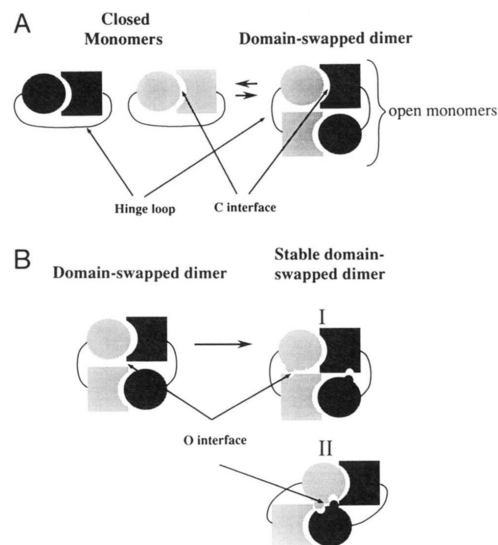 A
Closed
Monomers
Domain-swapped dimer
open monomers
Hinge loop
C interface
B
Domain-swapped dimer
Stable domain-
swapped dimer
I
O interface
II